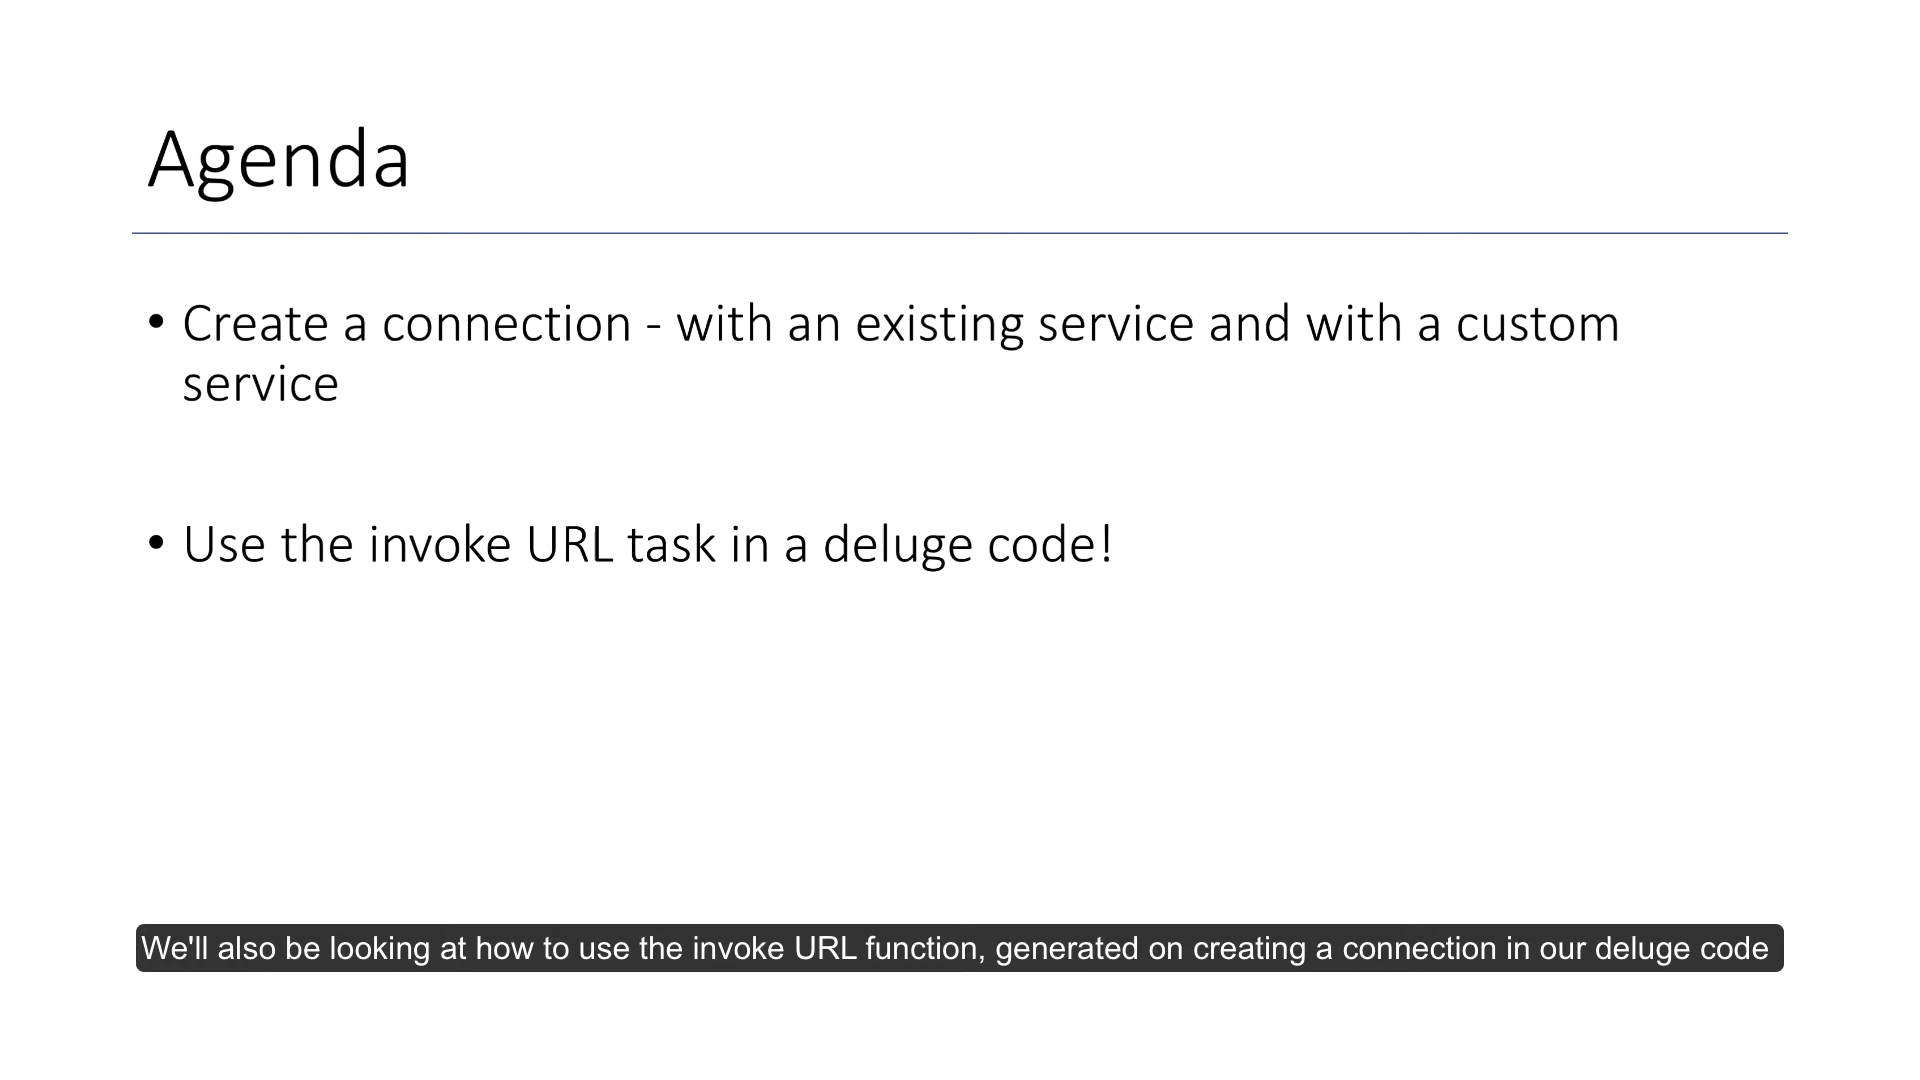 Agenda
• Create a connection - with an existing service and with a custom
service
• Use the invoke URL task in a deluge code!
We'll also be looking at how to use the invoke URL function, generated on creating a connection in our deluge code